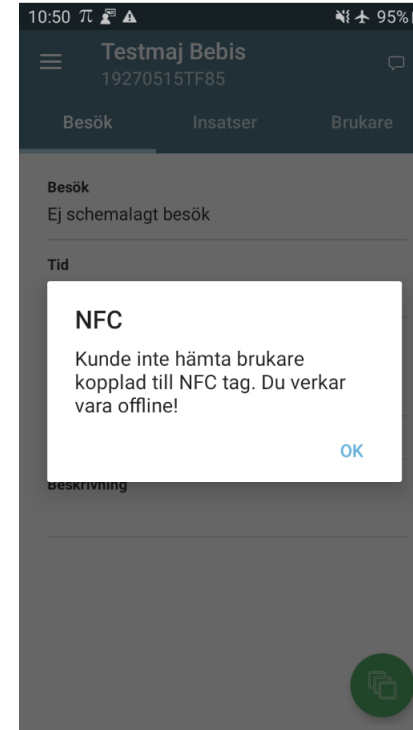 10:50 π 95%
Testmaj Bebis
19270515TF85
Besök Insatser Brukare
Besök
Ej schemalagt besök
Tid
NFC
Kunde inte hämta brukare
kopplad till NFC tag. Du verkar
vara offline!
OK
Beskrivning